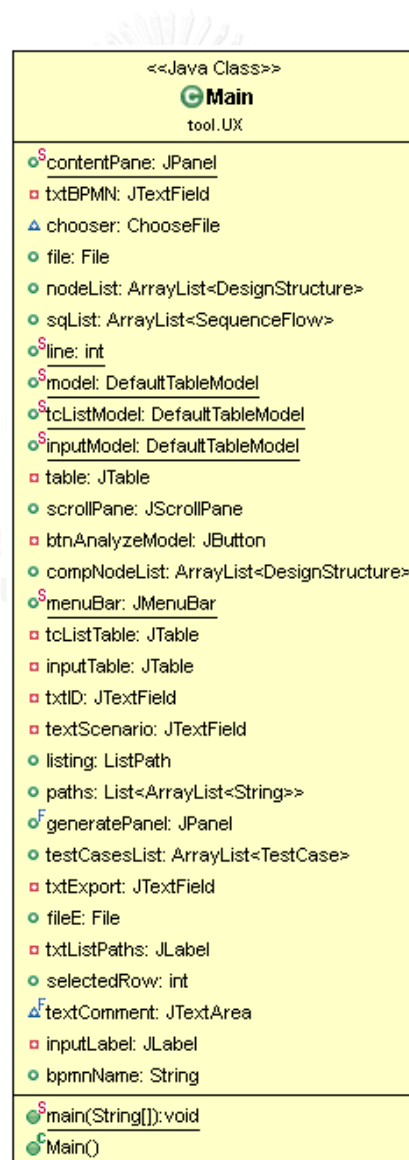 <<Java Class>>
C Main
tool.UX
S contentPane: JPanel
txtBPMN: JTextField
chooser: ChooseFile
file: File
nodeList: ArrayList<DesignStructure>
sqList: ArrayList<SequenceFlow>
S line: int
S model: DefaultTableModel
S tcListModel: DefaultTableModel
S inputModel: DefaultTableModel
table: JTable
scrollPane: JScrollPane
btnAnalyzeModel: JButton
compNodeList: ArrayList<DesignStructure>
S menuBar: JMenuBar
tcListTable: JTable
inputTable: JTable
txtID: JTextField
textScenario: JTextField
listing: ListPath
paths: List<ArrayList<String>>
F generatePanel: JPanel
testCasesList: ArrayList<TestCase>
txtExport: JTextField
fileE: File
txtListPaths: JLabel
selectedRow: int
F textComment: JTextArea
inputLabel: JLabel
bpmnName: String
S main(String[]):void
C Main()